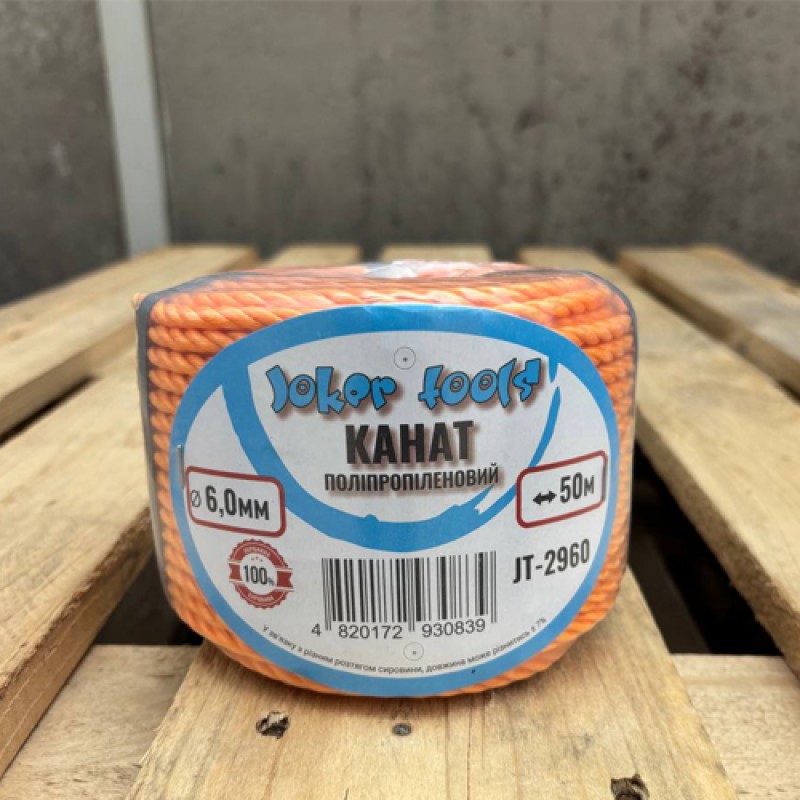 Joker tools
КАНАТ
ПОЛІПРОПІЛЕНОВИЙ
Ø 6,0мм
↔ 50м
100%
JT-2960
4 820172 930839
У зв'язку з різним розтягом сировини, довжина може різнитись ± 7%